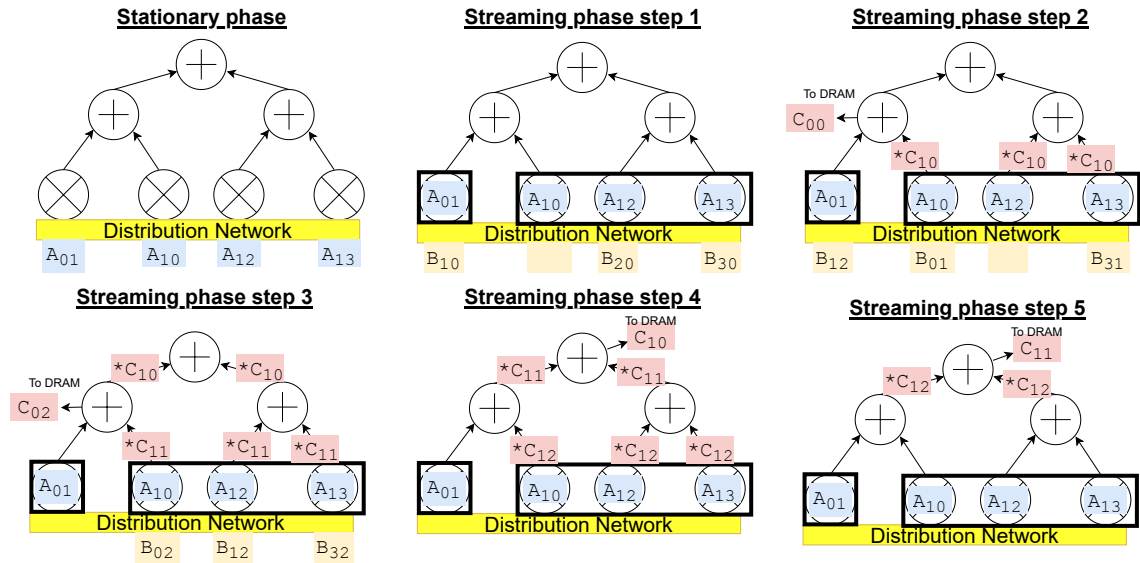 Stationary phase
Distribution Network
A01 A10 A12 A13
Streaming phase step 1
A01 A10 A12 A13
Distribution Network
B10 B20 B30
Streaming phase step 2
To DRAM
C00
*C10 *C10 *C10
A01 A10 A12 A13
Distribution Network
B12 B01 B31
Streaming phase step 3
*C10 *C10
To DRAM
C02
*C11 *C11 *C11
A01 A10 A12 A13
Distribution Network
B02 B12 B32
Streaming phase step 4
To DRAM
C10
*C11 *C11
*C12 *C12 *C12
A01 A10 A12 A13
Distribution Network
Streaming phase step 5
To DRAM
C11
*C12 *C12
A01 A10 A12 A13
Distribution Network